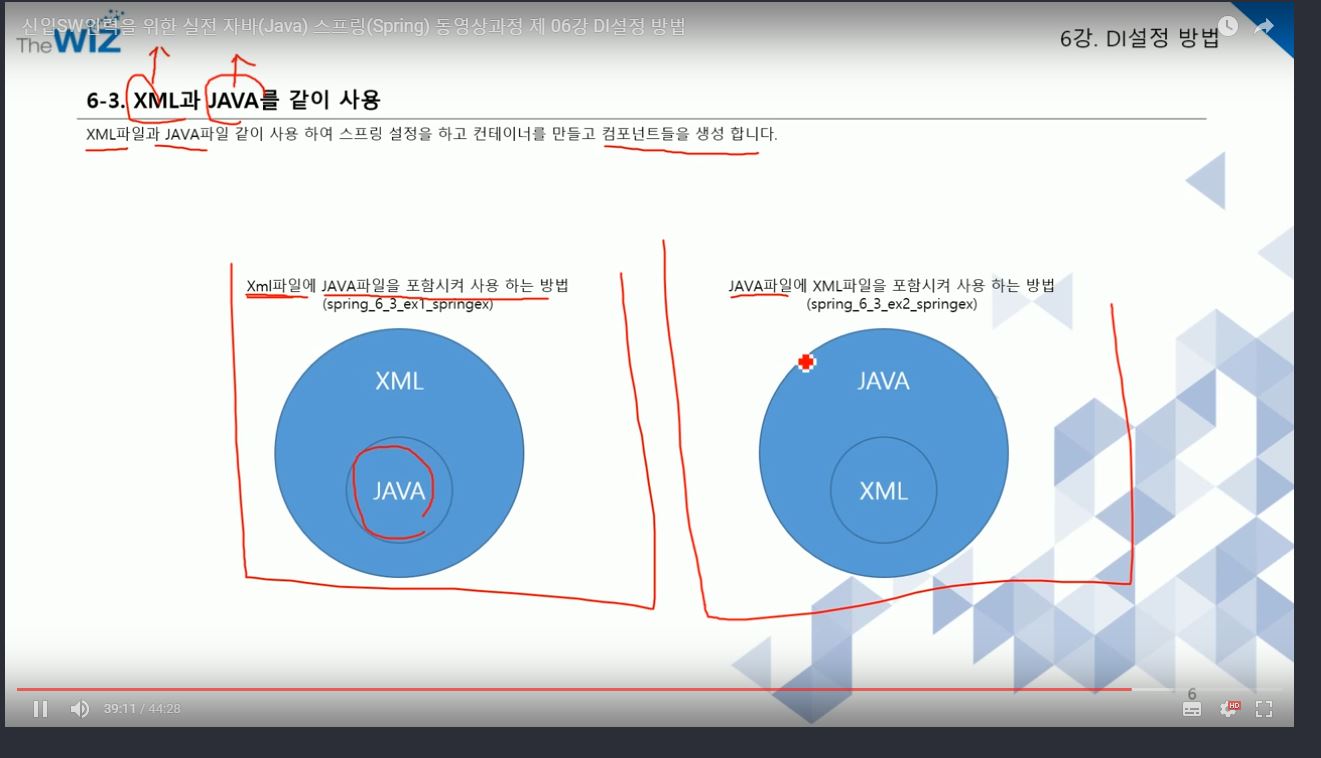 신입SW인력을 위한 실전 자바(Java) 스프링(Spring) 동영상과정 제 06강 DI설정 방법
The WIZ
6강. DI설정 방법
6-3. XML과 JAVA를 같이 사용
XML파일과 JAVA파일 같이 사용 하여 스프링 설정을 하고 컨테이너를 만들고 컴포넌트들을 생성 합니다.
Xml파일에 JAVA파일을 포함시켜 사용 하는 방법
(spring_6_3_ex1_springex)
XML
JAVA
JAVA파일에 XML파일을 포함시켜 사용 하는 방법
(spring_6_3_ex2_springex)
JAVA
XML
6
39:11 / 44:28
HD